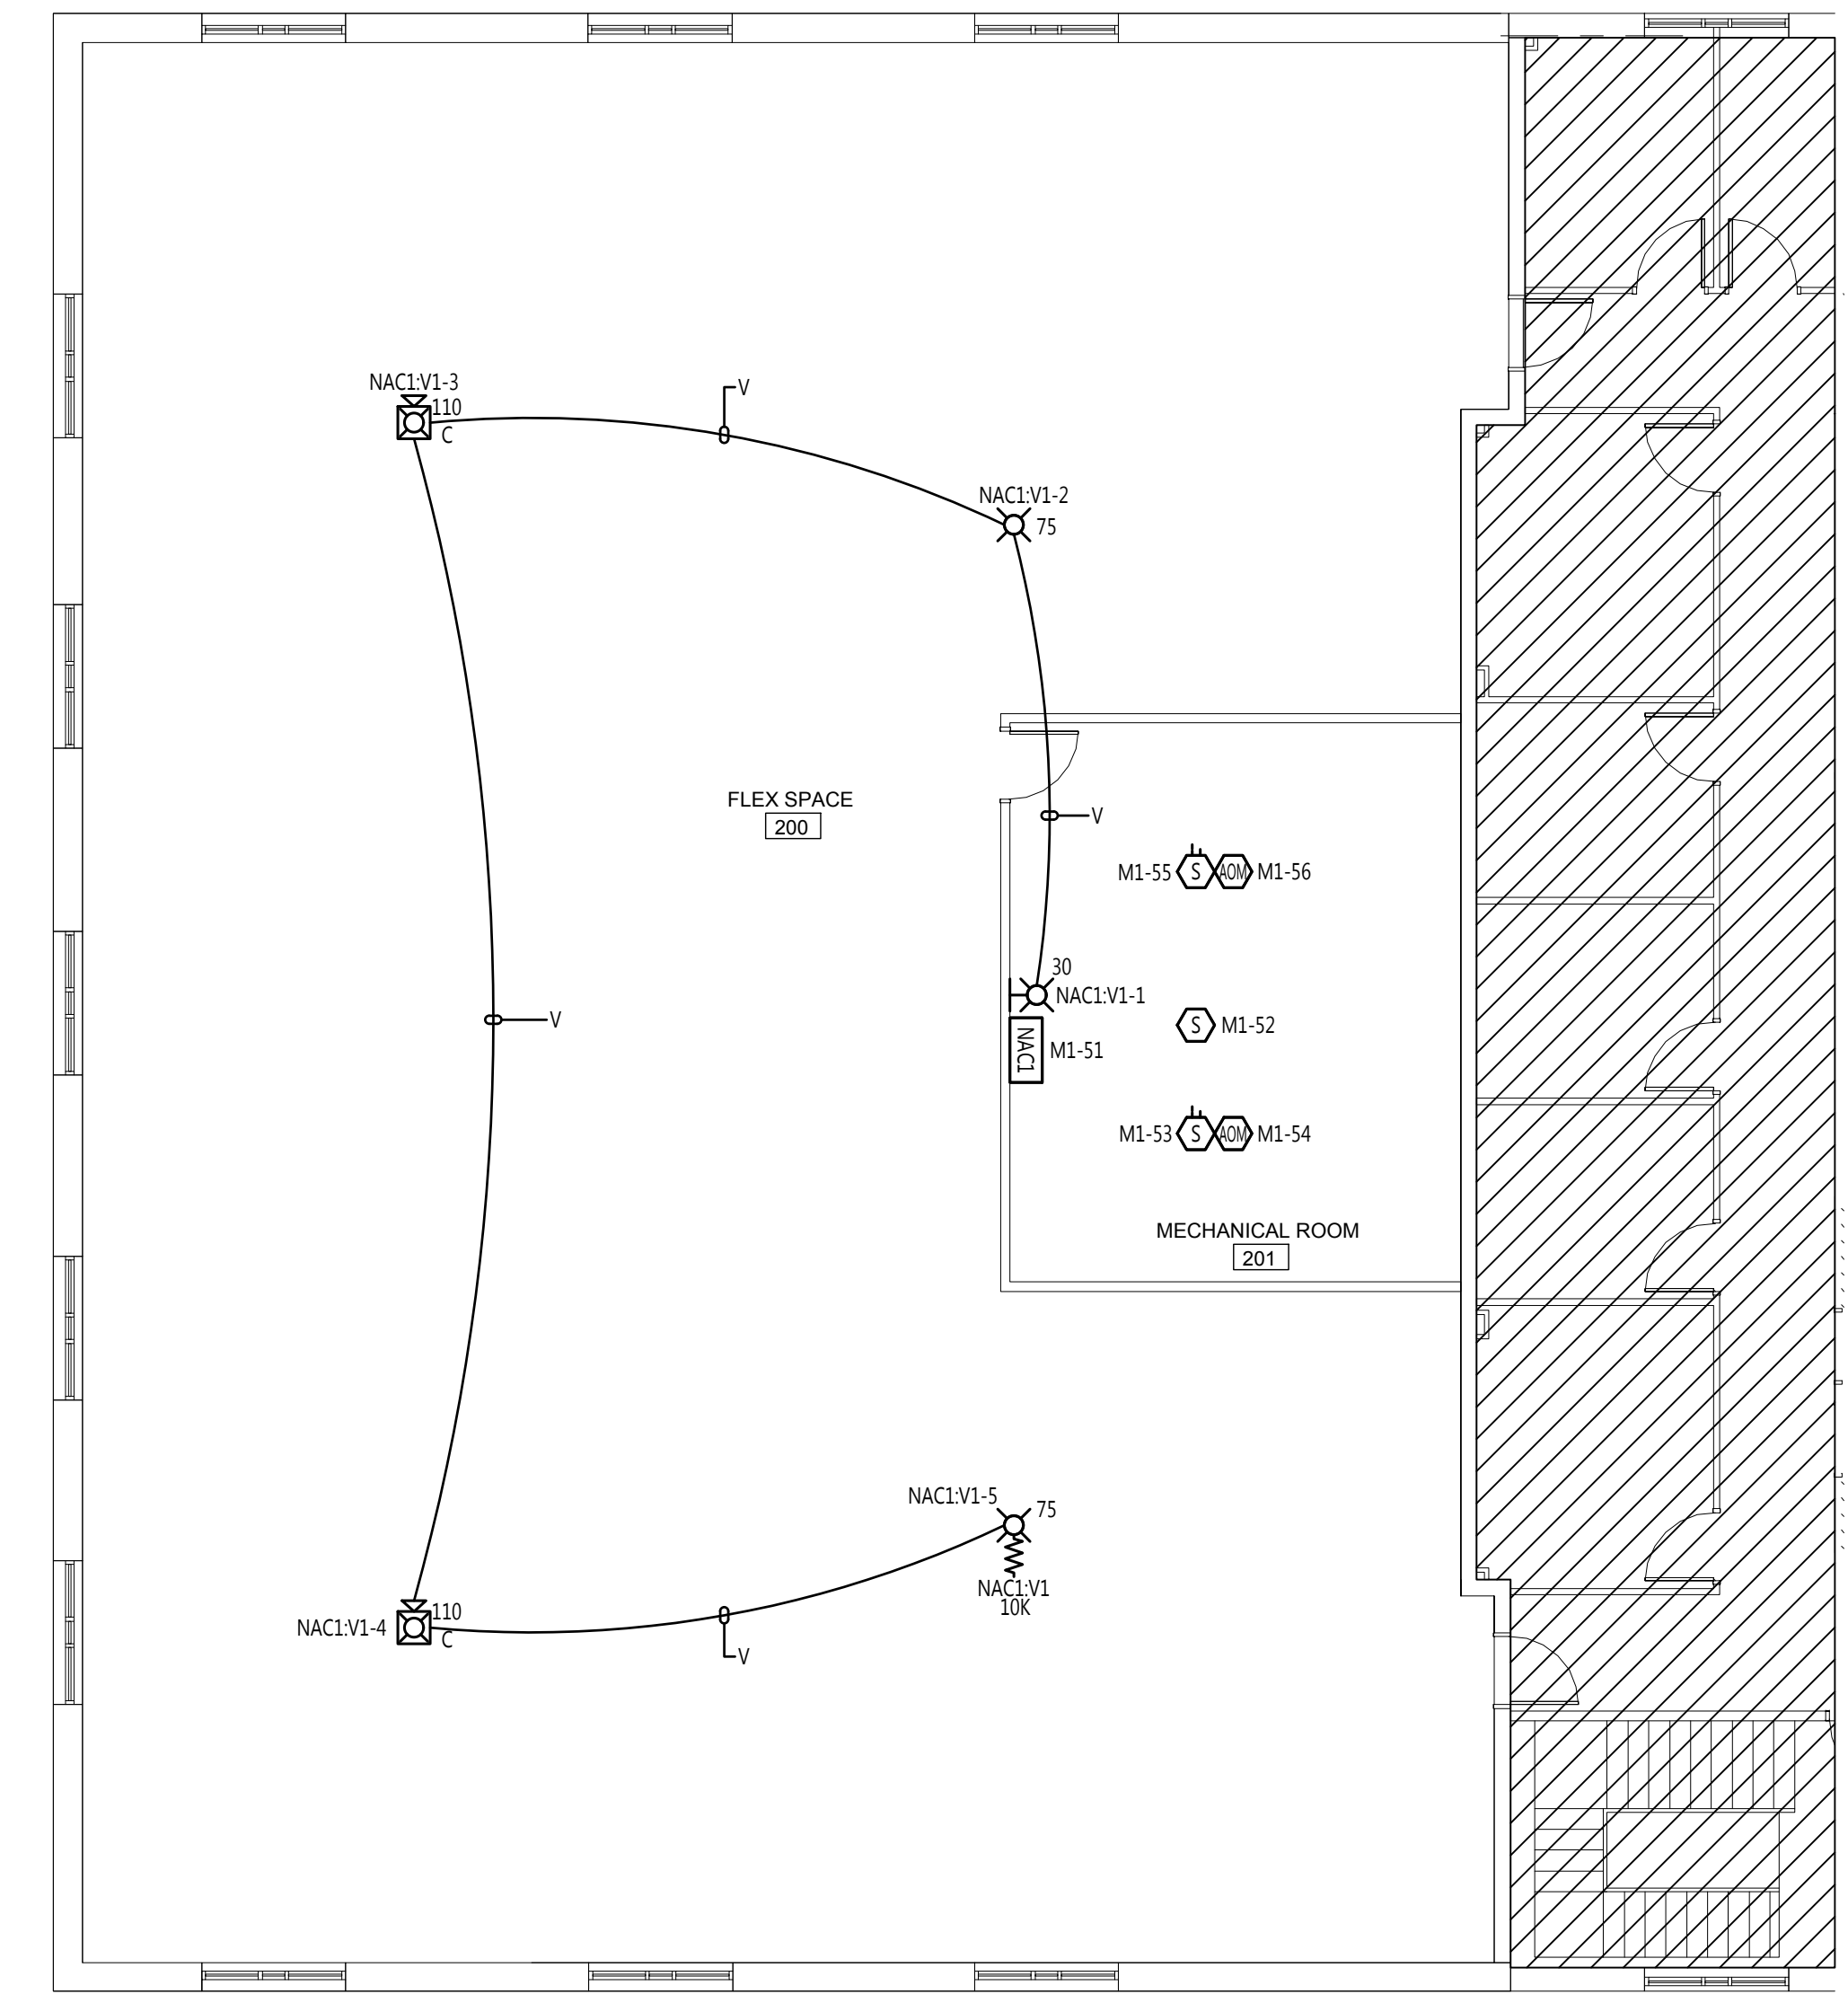 NAC1:V1-3
110
C
V
NAC1:V1-2
75
FLEX SPACE
200
V
M1-55
S
AOM
M1-56
30
NAC1:V1-1
V
NAC1
M1-51
S
M1-52
M1-53
S
AOM
M1-54
MECHANICAL ROOM
201
NAC1:V1-5
75
NAC1:V1
10K
NAC1:V1-4
110
C
V